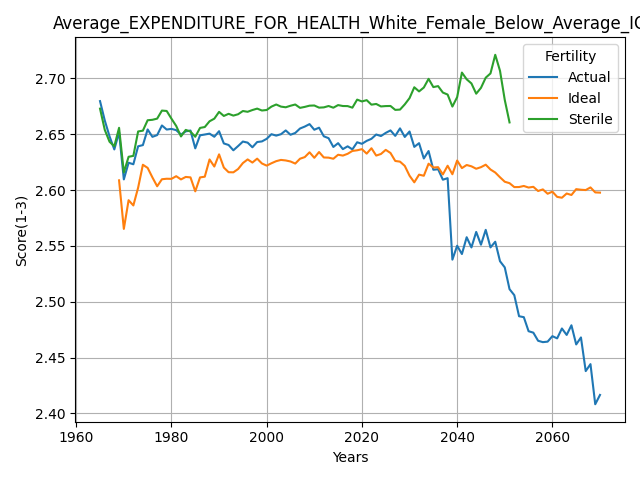 Average_EXPENDITURE_FOR_HEALTH_White_Female_Below_Average_IQ
Fertility
Actual
Ideal
Sterile
Score(1-3)
2.70
2.65
2.60
2.55
2.50
2.45
2.40
1960 1980 2000 2020 2040 2060
Years